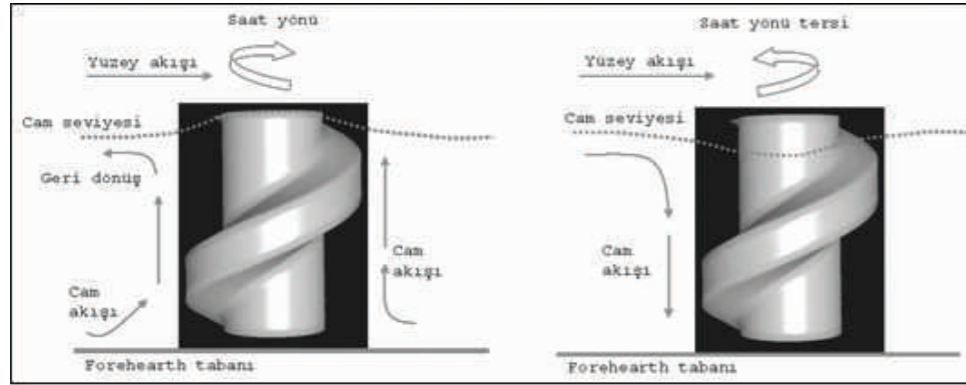 Saat yönü
Yüzey akışı
Cam seviyesi
Geri dönüş
Cam
akışı
Cam
akışı
Forehearth tabanı
Saat yönü tersi
Yüzey akışı
Cam seviyesi
Cam
akışı
Forehearth tabanı